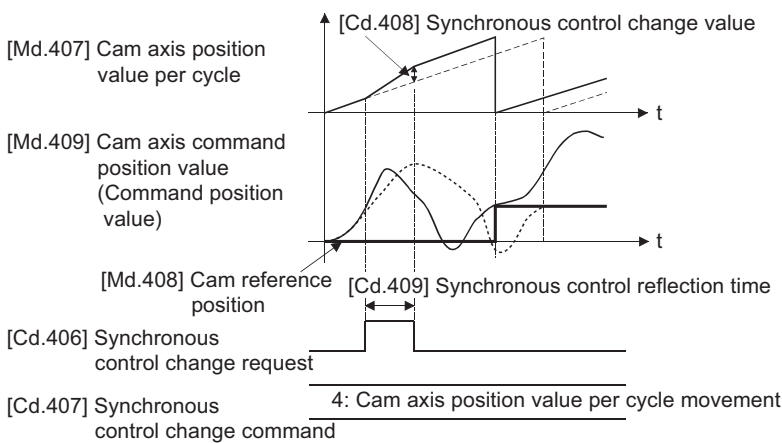 [Cd.408] Synchronous control change value
[Md.407] Cam axis position
value per cycle
t
[Md.409] Cam axis command
position value
(Command position
value)
t
[Md.408] Cam reference
position
[Cd.409] Synchronous control reflection time
[Cd.406] Synchronous
control change request
4: Cam axis position value per cycle movement
[Cd.407] Synchronous
control change command